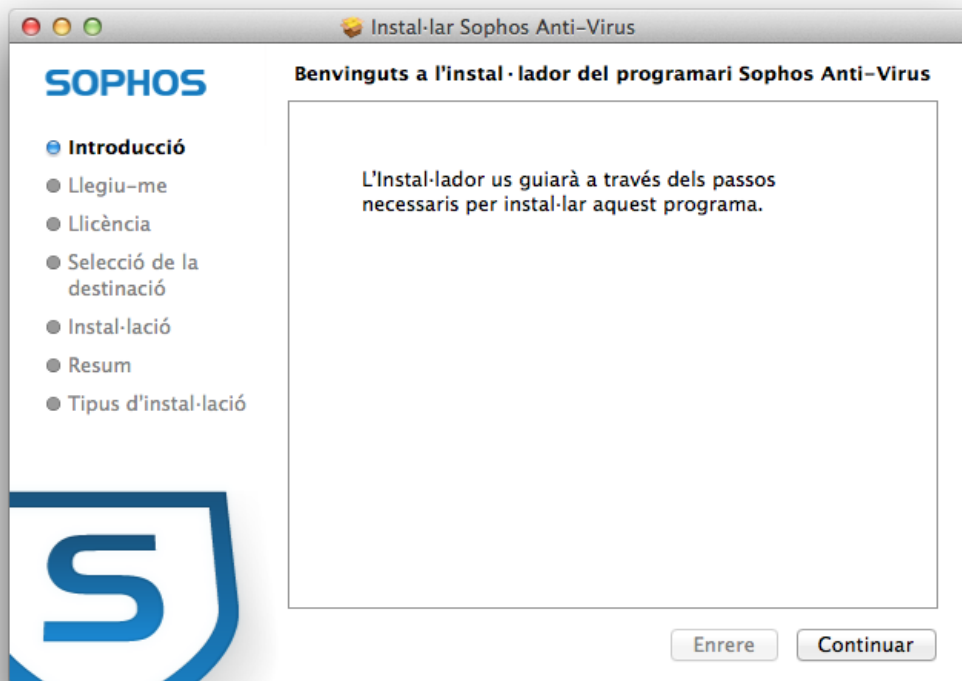 Instal·lar Sophos Anti-Virus
SOPHOS
Benvinguts a l'instal·lador del programari Sophos Anti-Virus
Introducció
Llegiu-me
Llicència
Selecció de la
destinació
Instal·lació
Resum
Tipus d'instal·lació
L'Instal·lador us guiarà a través dels passos
necessaris per instal·lar aquest programa.
S
Enrere
Continuar